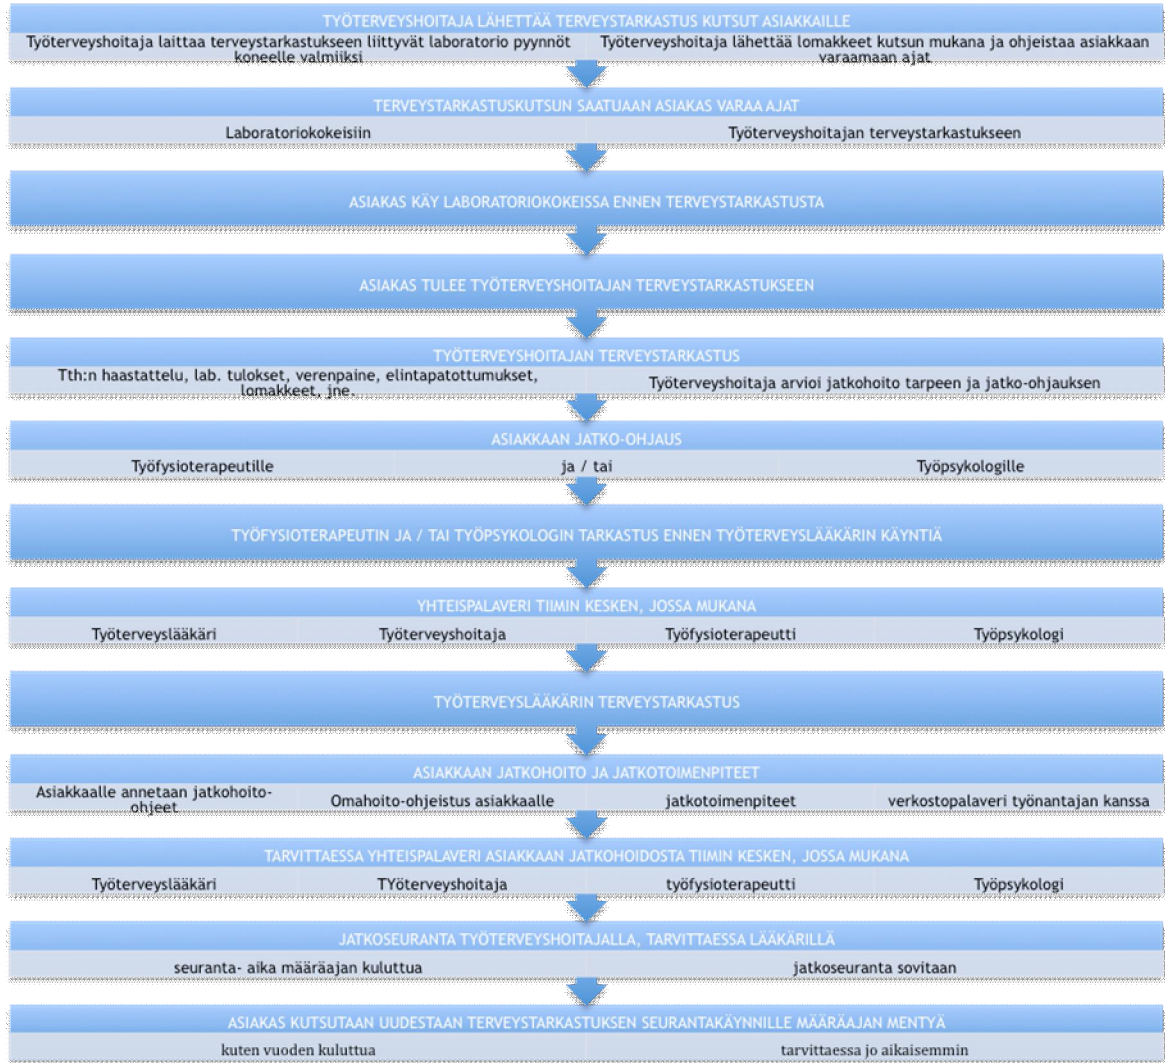 TYÖTERVEYSHOITAJA LÄHETTÄÄ TERVEYSTARKASTUS KUTSUT ASIAKKAILLE
Työterveyshoitaja laittaa terveystarkastukseen liittyvät laboratorio pyynnöt
koneelle valmiiksi
Työterveyshoitaja lähettää lomakkeet kutsun mukana ja ohjeistaa asiakkaan
varaamaan ajat
TERVEYSTARKASTUSKUTSUN SAATUAAN ASIAKAS VARAA AJAT
Laboratoriokokeisiin
Työterveyshoitajan terveystarkastukseen
ASIAKAS KÄY LABORATORIOKOKEISSA ENNEN TERVEYSTARKASTUSTA
ASIAKAS TULEE TYÖTERVEYSHOITAJAN TERVEYSTARKASTUKSEEN
TYÖTERVEYSHOITAJAN TERVEYSTARKASTUS
Tth:n haastattelu, lab. tulokset, verenpaine, elintapatottumukset,
lomakkeet, jne.
Työterveyshoitaja arvioi jatkohoito tarpeen ja jatko-ohjauksen
ASIAKKAAN JATKO-OHJAUS
Työfysioterapeutille
ja / tai
Työpsykologille
TYÖFYSIOTERAPEUTIN JA / TAI TYÖPSYKOLOGIN TARKASTUS ENNEN TYÖTERVEYSLÄÄKÄRIN KÄYNTIÄ
YHTEISPALAVERI TIIMIN KESKEN, JOSSA MUKANA
Työterveyslääkäri
Työterveyshoitaja
Työfysioterapeutti
Työpsykologi
TYÖTERVEYSLÄÄKÄRIN TERVEYSTARKASTUS
ASIAKKAAN JATKOHOITO JA JATKOTOIMENPITEET
Asiakkaalle annetaan jatkohoito-
ohjeet
Omahoito-ohjeistus asiakkaalle
jatkotoimenpiteet
verkostopalaveri työnantajan kanssa
TARVITTAESSA YHTEISPALAVERI ASIAKKAAN JATKOHOIDOSTA TIIMIN KESKEN, JOSSA MUKANA
Työterveyslääkäri
TYöterveyshoitaja
työfysioterapeutti
Työpsykologi
JATKOSEURANTA TYÖTERVEYSHOITAJALLA, TARVITTAESSA LÄÄKÄRILLÄ
seuranta- aika määräajan kuluttua
jatkoseuranta sovitaan
ASIAKAS KUTSUTAAN UUDESTAAN TERVEYSTARKASTUKSEN SEURANTAKÄYNNILLE MÄÄRÄAJAN MENTYÄ
kuten vuoden kuluttua
tarvittaessa jo aikaisemmin